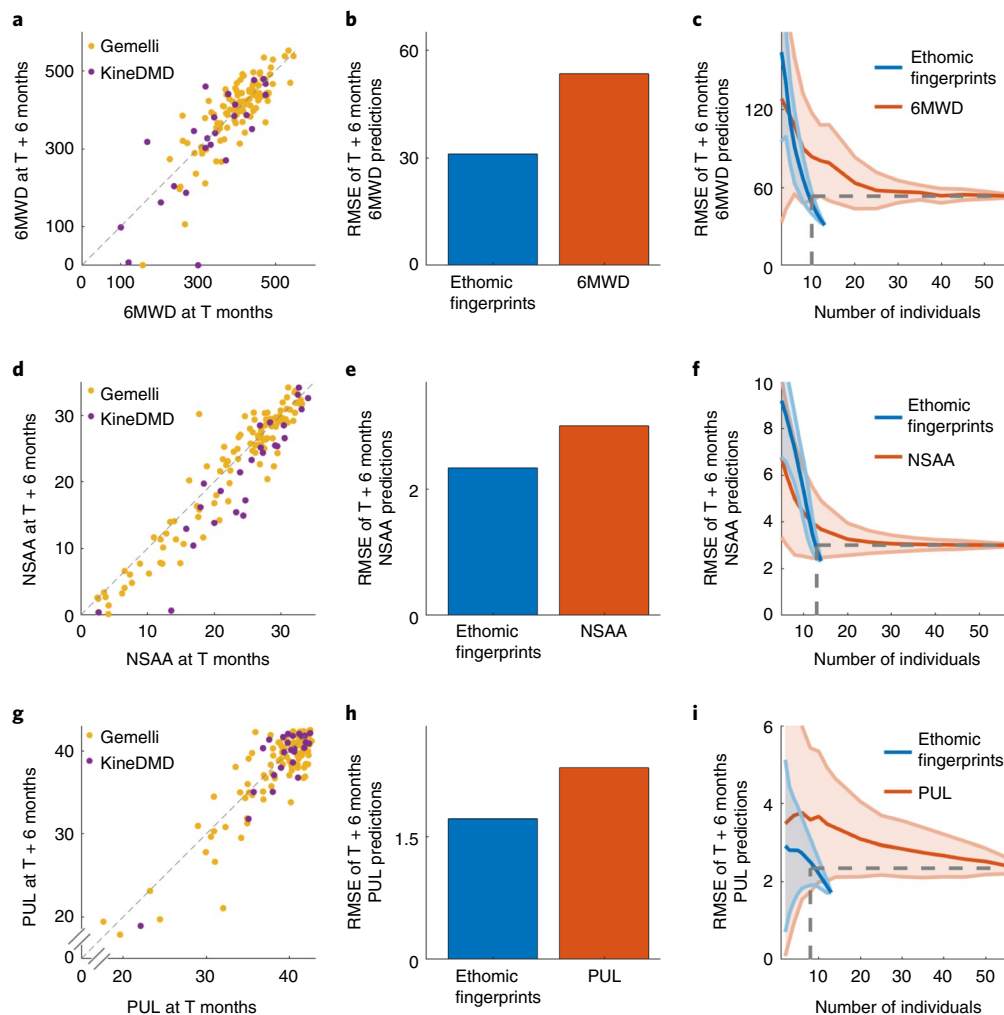 a
Gemelli
KineDMD
6MWD at T + 6 months
500
300
100
0
0
100
300
500
6MWD at T months
b
RMSE of T + 6 months
6MWD predictions
60
30
0
Ethomic
fingerprints
6MWD
c
Ethomic
fingerprints
6MWD
RMSE of T + 6 months
6MWD predictions
120
60
0
10
20
30
40
50
Number of individuals
d
Gemelli
KineDMD
NSAA at T + 6 months
30
20
10
0
0
10
20
30
NSAA at T months
e
RMSE of T + 6 months
NSAA predictions
2
0
Ethomic
fingerprints
NSAA
f
Ethomic
fingerprints
NSAA
RMSE of T + 6 months
NSAA predictions
10
8
6
4
2
0
10
20
30
40
50
Number of individuals
g
Gemelli
KineDMD
PUL at T + 6 months
40
30
20
0
0
20
30
40
PUL at T months
h
RMSE of T + 6 months
PUL predictions
1.5
0
Ethomic
fingerprints
PUL
i
Ethomic
fingerprints
PUL
RMSE of T + 6 months
PUL predictions
6
4
2
0
10
20
30
40
50
Number of individuals